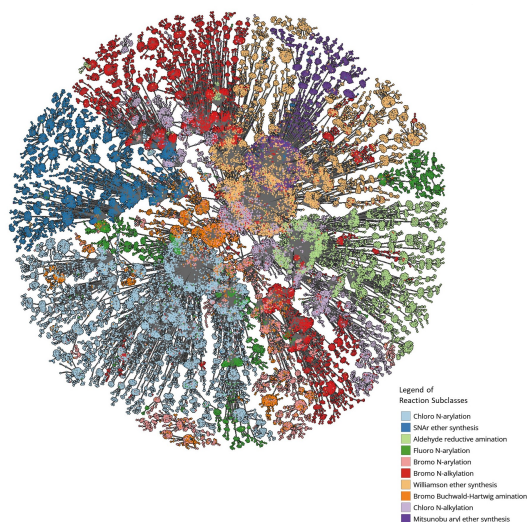 Legend of
Reaction Subclasses
Chloro N-arylation
SNAr ether synthesis
Aldehyde reductive amination
Fluoro N-arylation
Bromo N-arylation
Bromo N-alkylation
Williamson ether synthesis
Bromo Buchwald-Hartwig amination
Chloro N-alkylation
Mitsunobu aryl ether synthesis